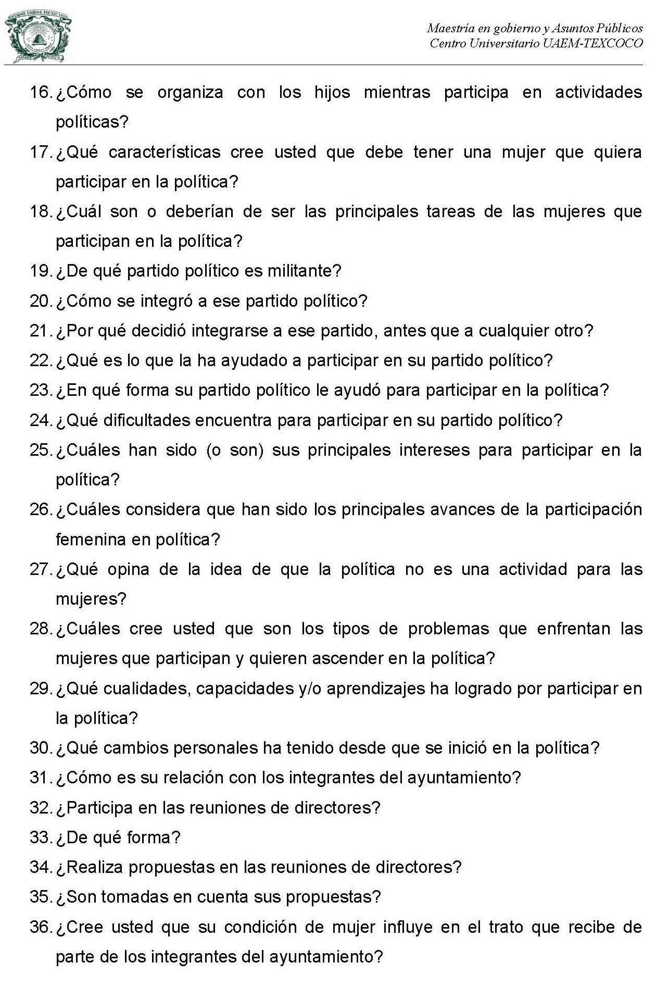 ESTADOS UNIDOS MEXICANOS
Maestría en gobierno y Asuntos Públicos
Centro Universitario UAEM-TEXCOCO
16. ¿Cómo se organiza con los hijos mientras participa en actividades
políticas?
17. ¿Qué características cree usted que debe tener una mujer que quiera
participar en la política?
18. ¿Cuál son o deberían de ser las principales tareas de las mujeres que
participan en la política?
19. ¿De qué partido político es militante?
20. ¿Cómo se integró a ese partido político?
21. ¿Por qué decidió integrarse a ese partido, antes que a cualquier otro?
22. ¿Qué es lo que la ha ayudado a participar en su partido político?
23. ¿En qué forma su partido político le ayudó para participar en la política?
24. ¿Qué dificultades encuentra para participar en su partido político?
25. ¿Cuáles han sido (o son) sus principales intereses para participar en la
política?
26. ¿Cuáles considera que han sido los principales avances de la participación
femenina en política?
27. ¿Qué opina de la idea de que la política no es una actividad para las
mujeres?
28. ¿Cuáles cree usted que son los tipos de problemas que enfrentan las
mujeres que participan y quieren ascender en la política?
29. ¿Qué cualidades, capacidades y/o aprendizajes ha logrado por participar en
la política?
30. ¿Qué cambios personales ha tenido desde que se inició en la política?
31. ¿Cómo es su relación con los integrantes del ayuntamiento?
32. ¿Participa en las reuniones de directores?
33. ¿De qué forma?
34. ¿Realiza propuestas en las reuniones de directores?
35. ¿Son tomadas en cuenta sus propuestas?
36. ¿Cree usted que su condición de mujer influye en el trato que recibe de
parte de los integrantes del ayuntamiento?